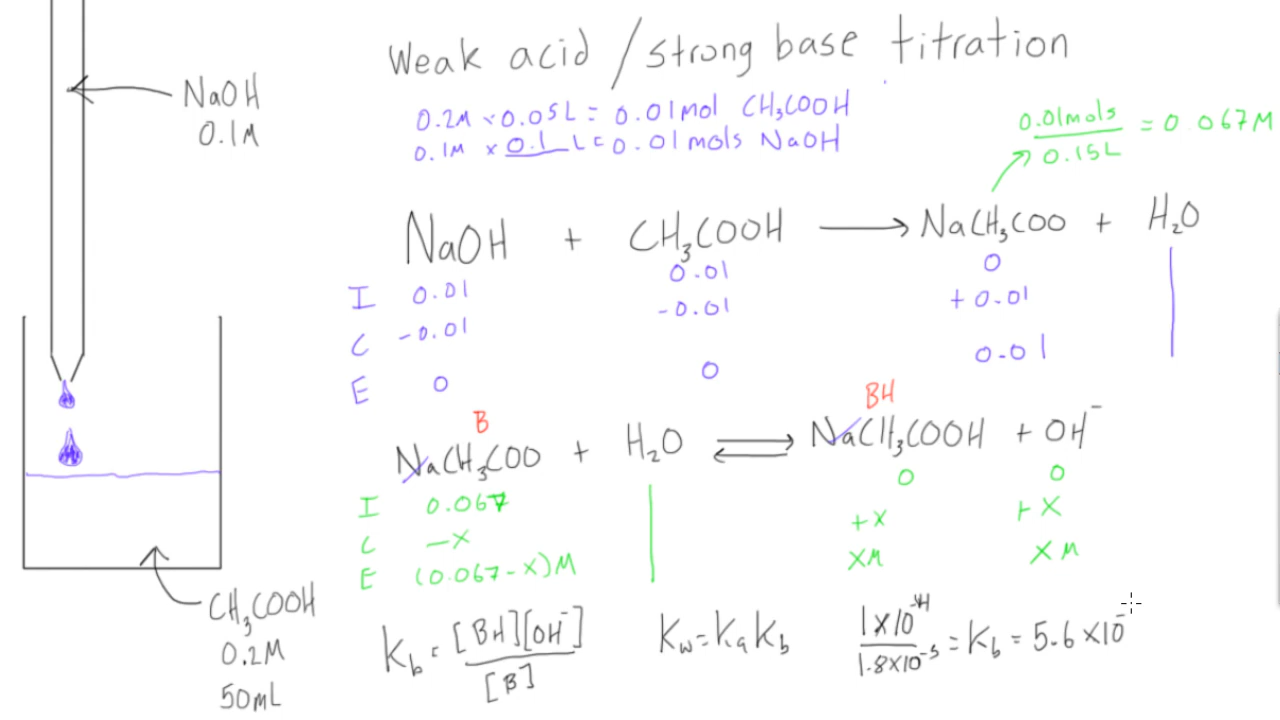 Weak acid / strong base titration
NaOH
0.1M
0.2M × 0.05L = 0.01mol CH₃COOH
0.1M × 0.1 L = 0.01mols NaOH
0.01mols / 0.15L = 0.067M
NaOH + CH₃COOH → NaCH₃COO + H₂O
I 0.01 0.01 0
C -0.01 -0.01 +0.01
E 0 0 0.01
B BH
NaCH₃COO + H₂O ⇌ NaCH₃COOH + OH⁻
I 0.067 0 0
C -X +X +X
E (0.067-X)M XM XM
CH₃COOH
0.2M
50mL
Kb = [BH][OH⁻] / [B] Kw = KaKb 1×10⁻¹⁴ / 1.8×10⁻⁵ = Kb = 5.6×10⁻